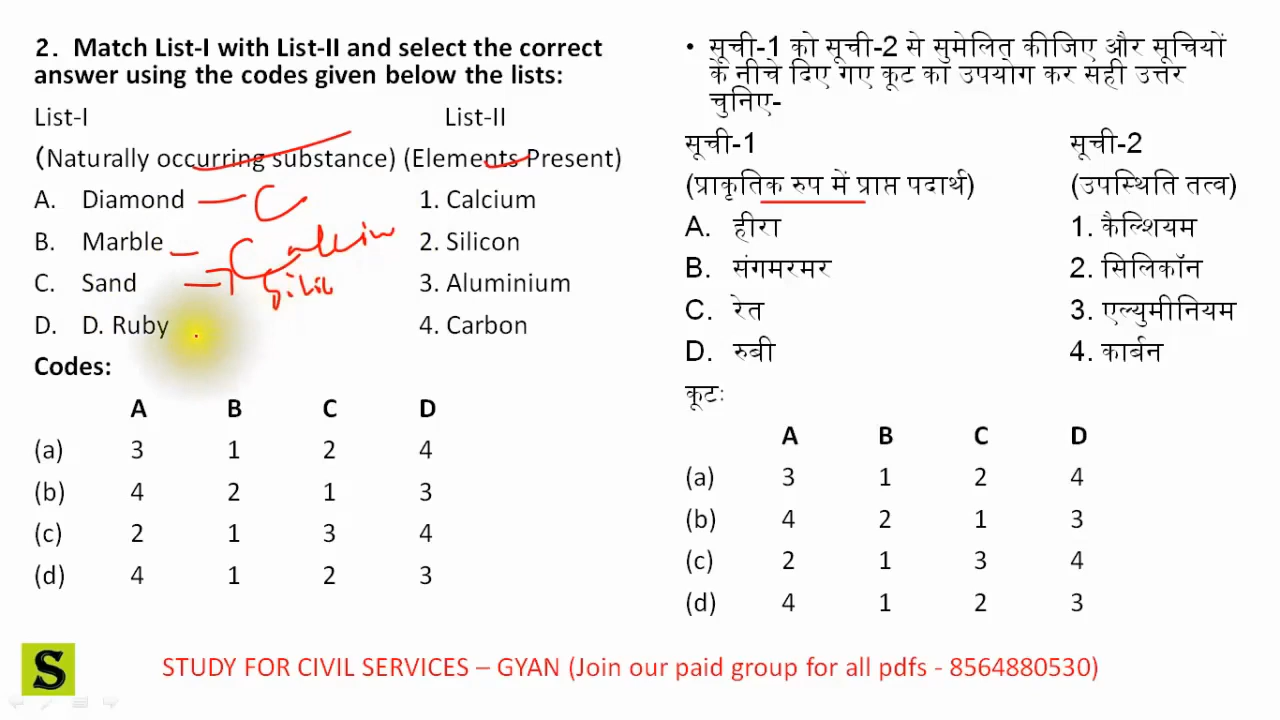 2. Match List-I with List-II and select the correct
answer using the codes given below the lists:
List-I List-II
(Naturally occurring substance) (Elements Present)
A. Diamond C 1. Calcium
B. Marble Calcium 2. Silicon
C. Sand Silic 3. Aluminium
D. D. Ruby 4. Carbon
Codes:
A B C D
(a) 3 1 2 4
(b) 4 2 1 3
(c) 2 1 3 4
(d) 4 1 2 3
• सूची-1 को सूची-2 से सुमेलित कीजिए और सूचियों
के नीचे दिए गए कूट का उपयोग कर सही उत्तर
चुनिए-
सूची-1 सूची-2
(प्राकृतिक रुप में प्राप्त पदार्थ) (उपस्थिति तत्व)
A. हीरा 1. कैल्शियम
B. संगमरमर 2. सिलिकॉन
C. रेत 3. एल्युमीनियम
D. रुबी 4. कार्बन
कूटः
A B C D
(a) 3 1 2 4
(b) 4 2 1 3
(c) 2 1 3 4
(d) 4 1 2 3
S
STUDY FOR CIVIL SERVICES – GYAN (Join our paid group for all pdfs - 8564880530)